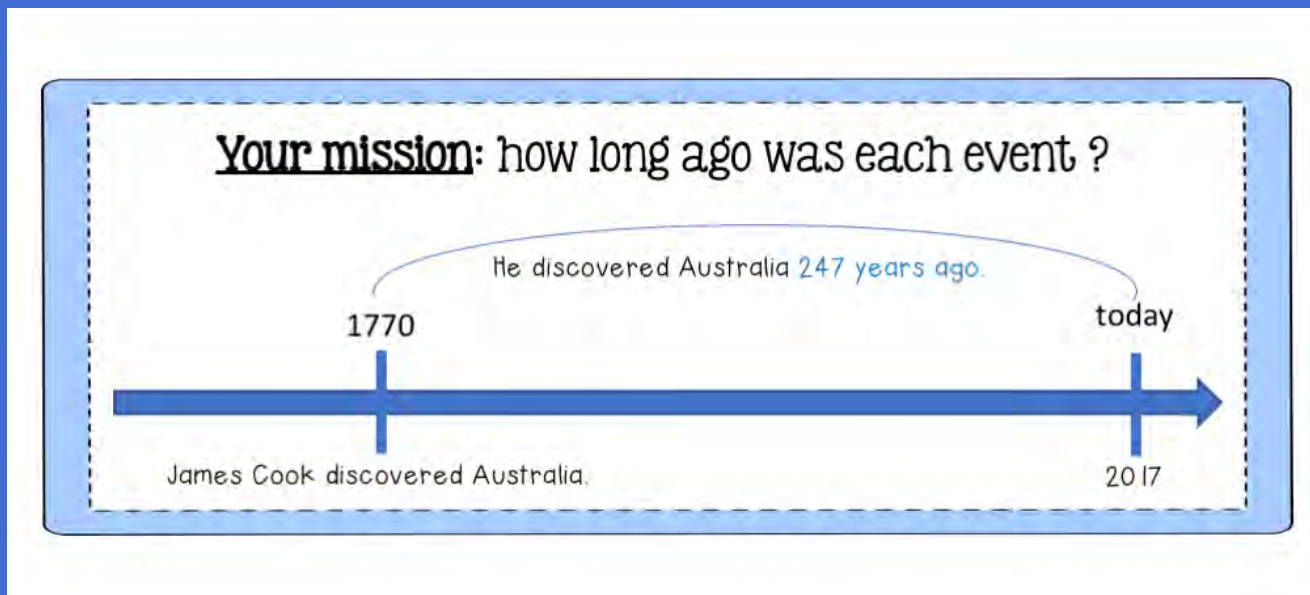 Your mission: how long ago was each event ?
He discovered Australia 247 years ago.
1770
today
James Cook discovered Australia.
2017